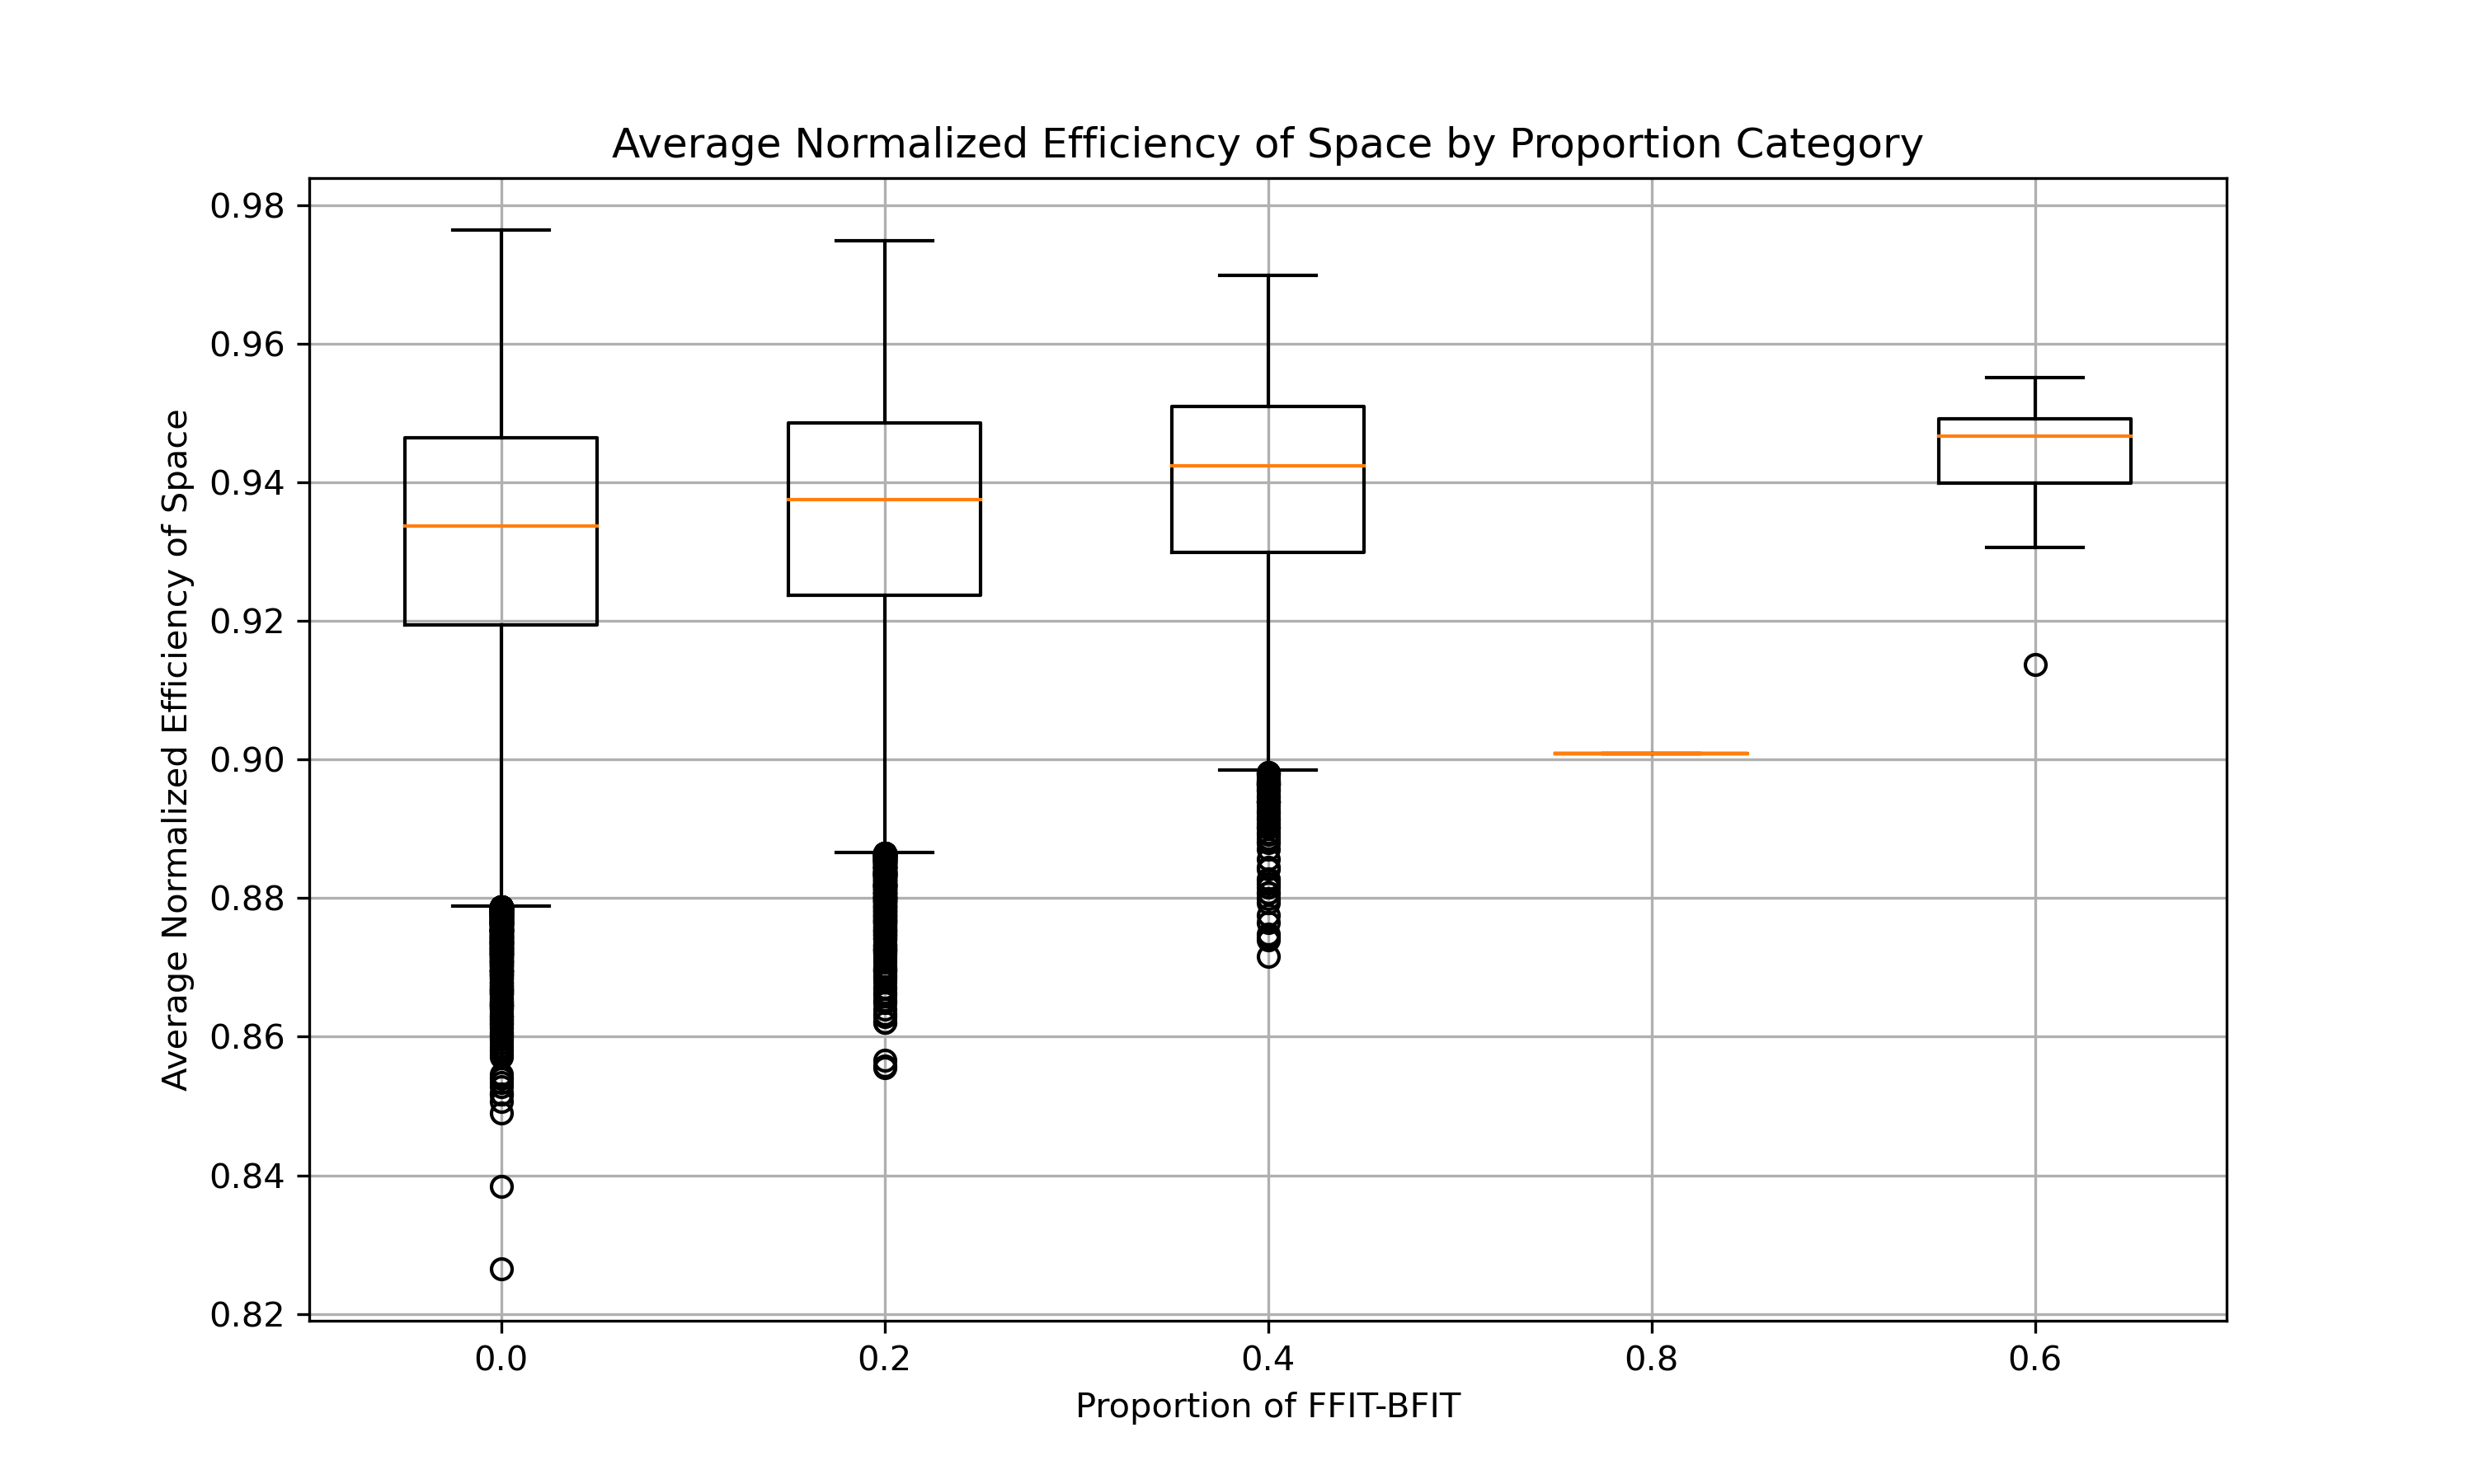 Average Normalized Efficiency of Space by Proportion Category
Average Normalized Efficiency of Space
0.98
0.96
0.94
0.92
0.90
0.88
0.86
0.84
0.82
0.0 0.2 0.4 0.8 0.6
Proportion of FFIT-BFIT